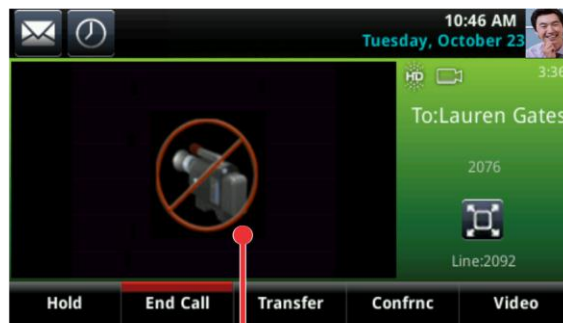 10:46 AM
Tuesday, October 23
HD
3:36
To:Lauren Gates
2076
Line:2092
Hold
End Call
Transfer
Confrnc
Video